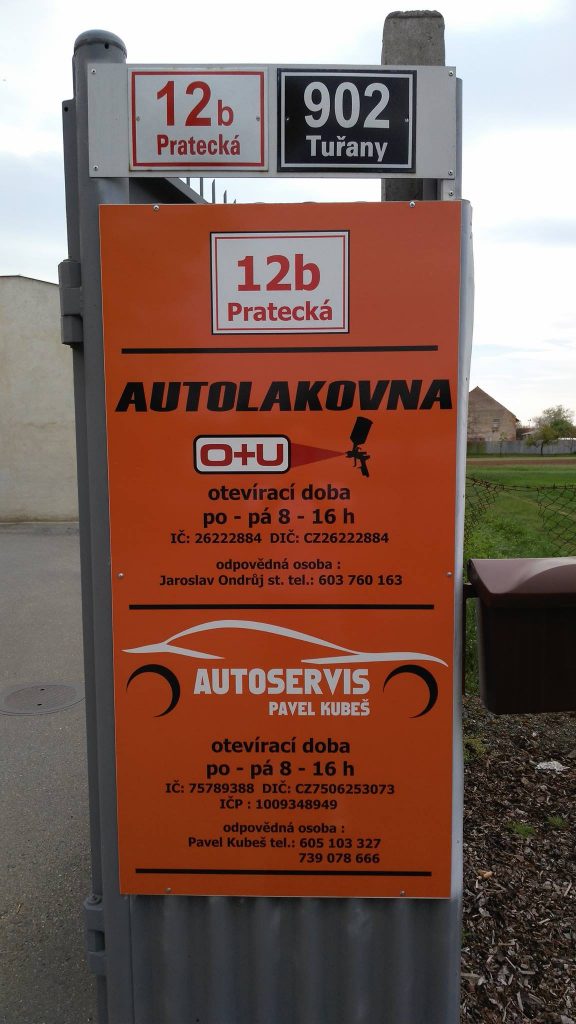 12b
Pratecká
902
Tuřany
12b
Pratecká
AUTOLAKOVNA
O+U
otevírací doba
po - pá 8 - 16 h
IČ: 26222884 DIČ: CZ26222884
odpovědná osoba :
Jaroslav Ondrůj st. tel.: 603 760 163
AUTOSERVIS
PAVEL KUBEŠ
otevírací doba
po - pá 8 - 16 h
IČ: 75789388 DIČ: CZ7506253073
IČP : 1009348949
odpovědná osoba :
Pavel Kubeš tel.: 605 103 327
739 078 666